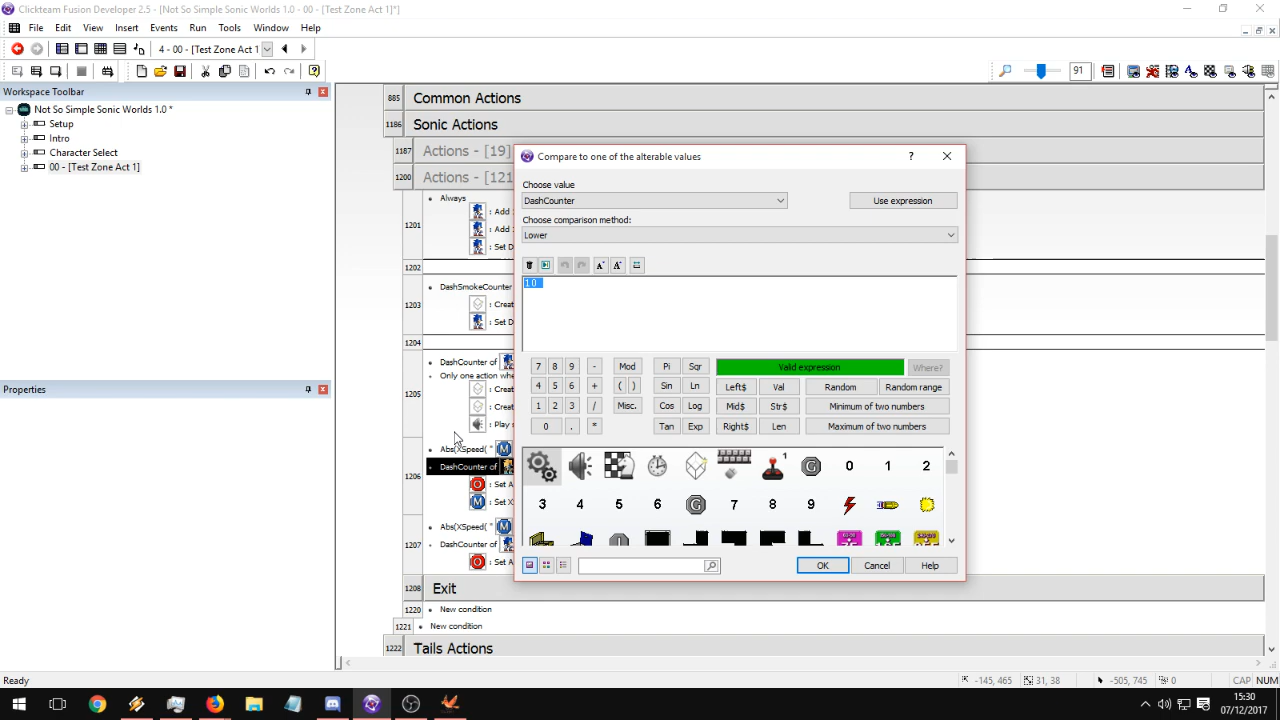 Clickteam Fusion Developer 2.5 - [Not So Simple Sonic Worlds 1.0 - 00 - [Test Zone Act 1]*]
File Edit View Insert Format Events Run Tools Window Help
4 - 00 - [Test Zone Act 1
91
Workspace Toolbar
Not So Simple Sonic Worlds 1.0 *
Setup
Intro
Character Select
00 - [Test Zone Act 1]
Properties
885 Common Actions
1186 Sonic Actions
1187 Actions - [19]
1200 Actions - [121
Always
1201
: Add
: Add
: Set D
1202
DashSmokeCounter
1203
: Creat
: Set D
1204
DashCounter of
Only one action whe
1205
: Creat
: Creat
: Play s
Abs(XSpeed( "
DashCounter of
1206
: Set A
: Set X
Abs(XSpeed( "
1207
DashCounter of
: Set A
1208 Exit
1220 New condition
1221 New condition
1222 Tails Actions
Compare to one of the alterable values
?
Choose value
DashCounter
Use expression
Choose comparison method:
Lower
10
7 8 9 - Mod Pi Sqr Valid expression Where?
4 5 6 + ( ) Sin Ln Left$ Val Random Random range
1 2 3 / Misc. Cos Log Mid$ Str$ Minimum of two numbers
0 . * Tan Exp Right$ Len Maximum of two numbers
1 G 0 1 2
3 4 5 6 G 7 8 9
OK Cancel Help
Ready
-145, 465 31, 38 -505, 745 0 CAP NUM
15:30
07/12/2017